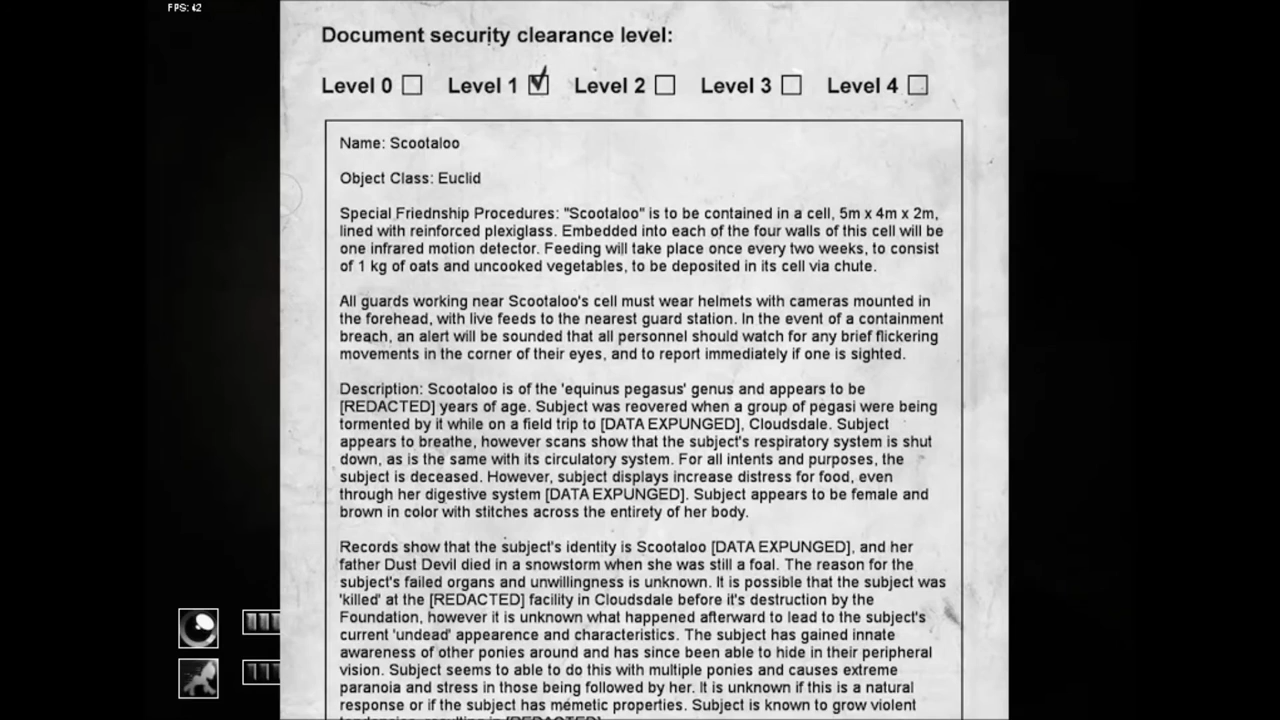 FPS: 62
Document security clearance level:
Level 0 Level 1 Level 2 Level 3 Level 4
Name: Scootaloo
Object Class: Euclid
Special Friednship Procedures: "Scootaloo" is to be contained in a cell, 5m x 4m x 2m,
lined with reinforced plexiglass. Embedded into each of the four walls of this cell will be
one infrared motion detector. Feeding will take place once every two weeks, to consist
of 1 kg of oats and uncooked vegetables, to be deposited in its cell via chute.
All guards working near Scootaloo's cell must wear helmets with cameras mounted in
the forehead, with live feeds to the nearest guard station. In the event of a containment
breach, an alert will be sounded that all personnel should watch for any brief flickering
movements in the corner of their eyes, and to report immediately if one is sighted.
Description: Scootaloo is of the 'equinus pegasus' genus and appears to be
[REDACTED] years of age. Subject was reovered when a group of pegasi were being
tormented by it while on a field trip to [DATA EXPUNGED], Cloudsdale. Subject
appears to breathe, however scans show that the subject's respiratory system is shut
down, as is the same with its circulatory system. For all intents and purposes, the
subject is deceased. However, subject displays increase distress for food, even
through her digestive system [DATA EXPUNGED]. Subject appears to be female and
brown in color with stitches across the entirety of her body.
Records show that the subject's identity is Scootaloo [DATA EXPUNGED], and her
father Dust Devil died in a snowstorm when she was still a foal. The reason for the
subject's failed organs and unwillingness is unknown. It is possible that the subject was
'killed' at the [REDACTED] facility in Cloudsdale before it's destruction by the
Foundation, however it is unknown what happened afterward to lead to the subject's
current 'undead' appearence and characteristics. The subject has gained innate
awareness of other ponies around and has since been able to hide in their peripheral
vision. Subject seems to able to do this with multiple ponies and causes extreme
paranoia and stress in those being followed by her. It is unknown if this is a natural
response or if the subject has memetic properties. Subject is known to grow violent
tendencies, resulting in [REDACTED]